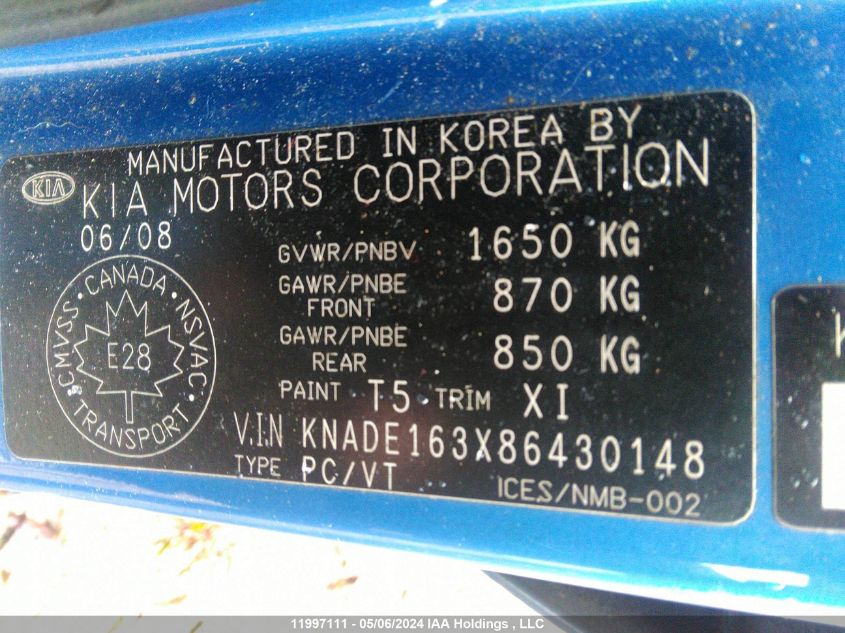 MANUFACTURED IN KOREA BY
KIA KIA MOTORS CORPORATION
06/08
GVWR/PNBV 1650 KG
GAWR/PNBE FRONT 870 KG
GAWR/PNBE REAR 850 KG
CMVSS · CANADA · NSVAC
E28
TRANSPORT
PAINT T5 TRIM XI
V.I.N KNADE163X86430148
TYPE PC/VT
ICES/NMB-002
11997111 - 05/06/2024 IAA Holdings , LLC